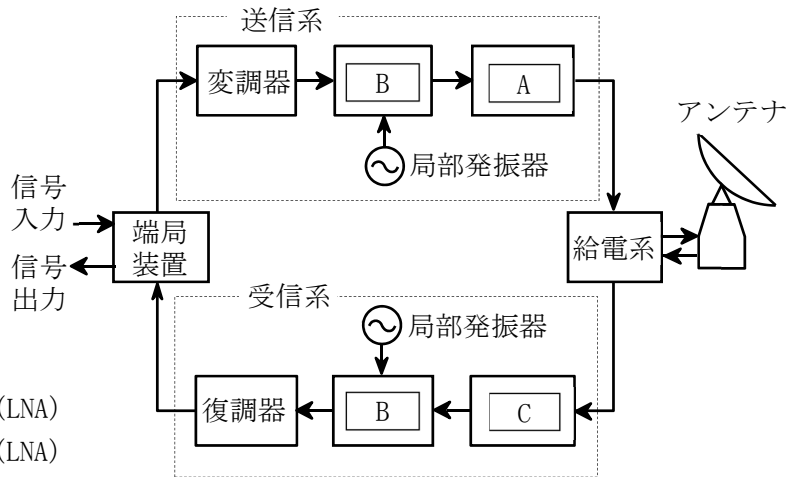 送信系
変調器
B
A
局部発振器
アンテナ
信号
入力
信号
出力
端局
装置
給電系
受信系
局部発振器
復調器
B
C
(LNA)
(LNA)